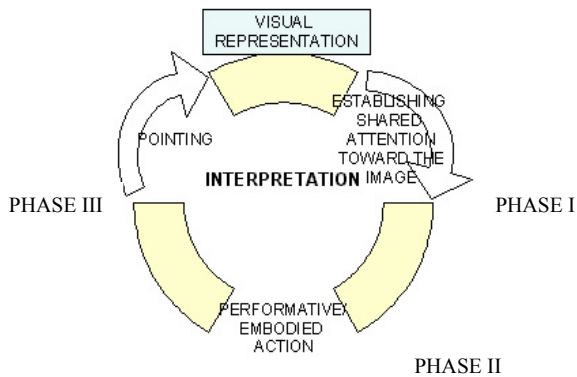 VISUAL
REPRESENTATION
ESTABLISHING
SHARED
ATTENTION
TOWARD THE
IMAGE
POINTING
INTERPRETATION
PHASE III
PHASE I
PERFORMATIVE/
EMBODIED
ACTION
PHASE II